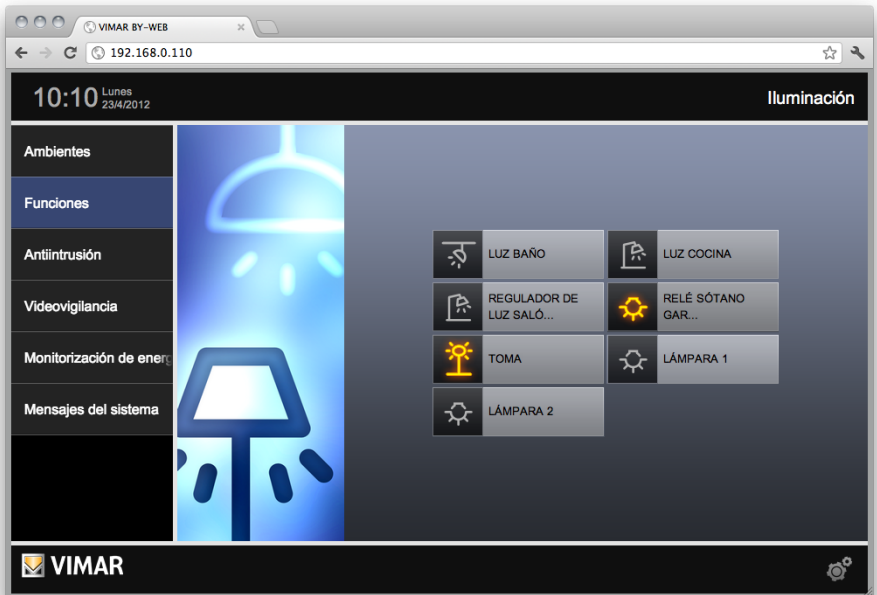 VIMAR BY-WEB
192.168.0.110
10:10 Lunes
23/4/2012
Iluminación
Ambientes
Funciones
Antiintrusión
Videovigilancia
Monitorización de energ
Mensajes del sistema
LUZ BAÑO
LUZ COCINA
REGULADOR DE
LUZ SALÓ...
RELÉ SÓTANO
GAR...
TOMA
LÁMPARA 1
LÁMPARA 2
VIMAR